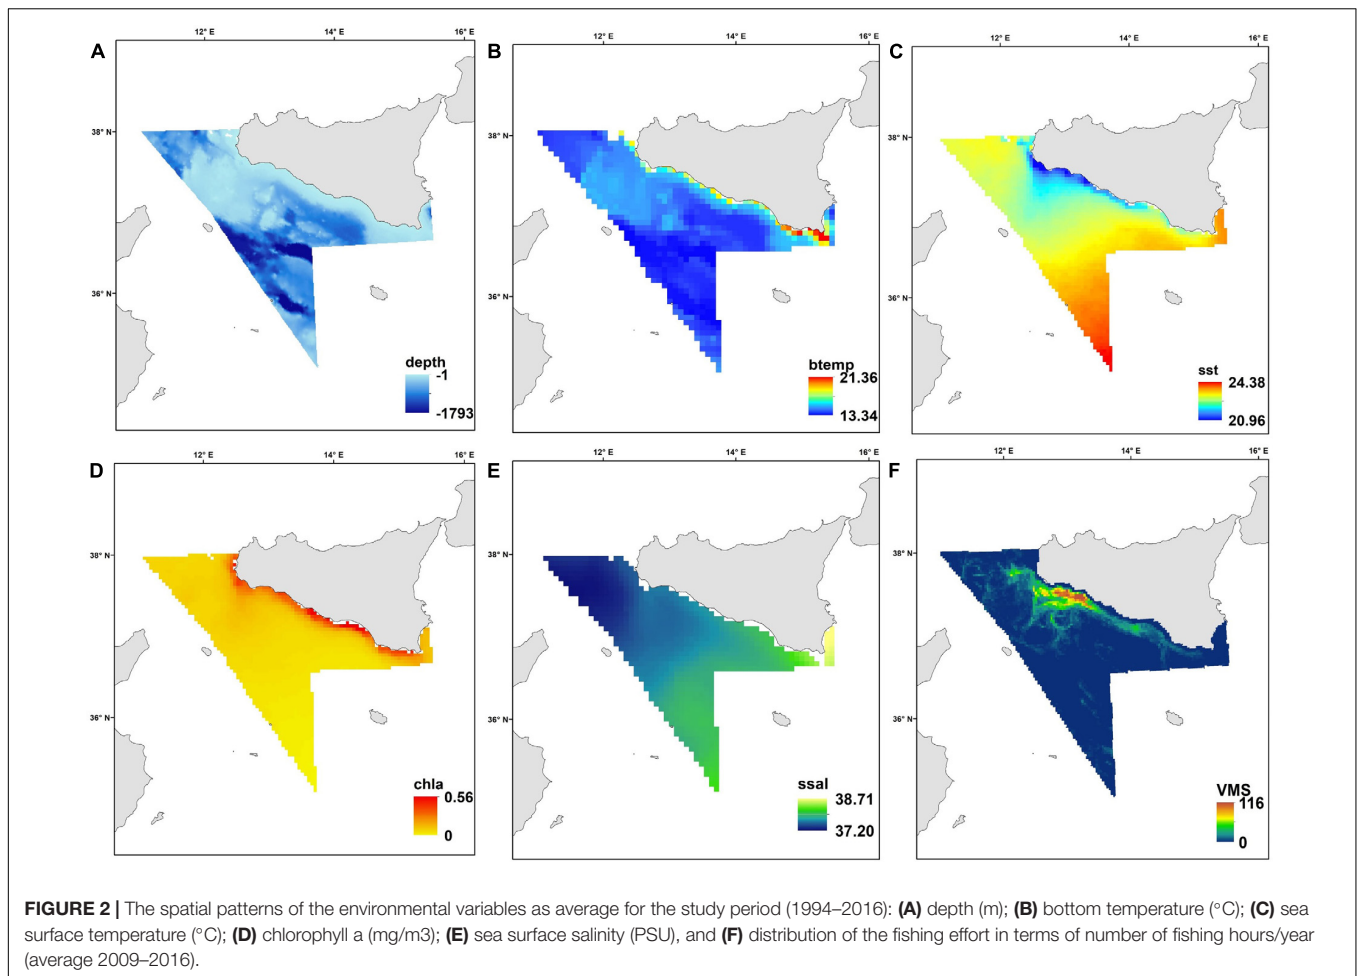 A
12° E 14° E 16° E
38° N
36° N
depth
-1
-1793
B
12° E 14° E 16° E
38° N
36° N
btemp
21.36
13.34
C
12° E 14° E 16° E
38° N
36° N
sst
24.38
20.96
D
12° E 14° E 16° E
38° N
36° N
chla
0.56
0
E
12° E 14° E 16° E
38° N
36° N
ssal
38.71
37.20
F
12° E 14° E 16° E
38° N
36° N
VMS
116
0
FIGURE 2 | The spatial patterns of the environmental variables as average for the study period (1994–2016): (A) depth (m); (B) bottom temperature (°C); (C) sea
surface temperature (°C); (D) chlorophyll a (mg/m3); (E) sea surface salinity (PSU), and (F) distribution of the fishing effort in terms of number of fishing hours/year
(average 2009–2016).